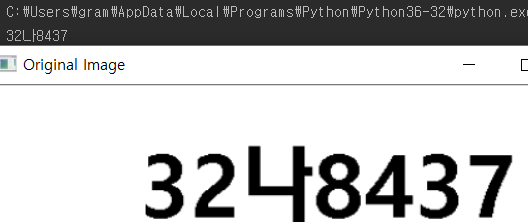 C:₩Users₩gram₩AppData₩Local₩Programs₩Python₩Python36-32₩python.exe
32나8437
Original Image
32나8437